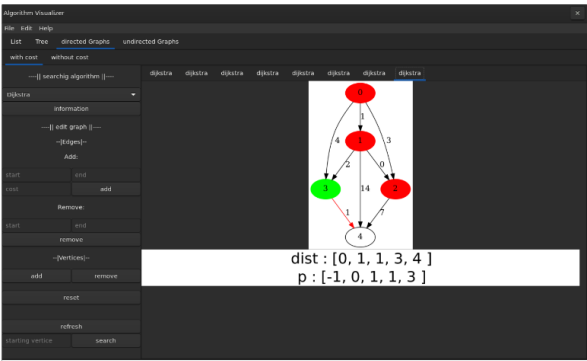 Algorithm Visualizer ×
File Edit Help
List Tree directed Graphs undirected Graphs
with cost without cost
dijkstra dijkstra dijkstra dijkstra dijkstra dijkstra dijkstra dijkstra
----|| searchig algorithm ||----
Dijkstra
information
----|| edit graph ||----
--|Edges|--
Add:
start end
cost add
Remove:
start end
remove
--|Vertices|--
add remove
reset
refresh
starting vertice search
0
1
4 3
1
2 0
3 14 2
1 7
4
dist : [0, 1, 1, 3, 4 ]
p : [-1, 0, 1, 1, 3 ]